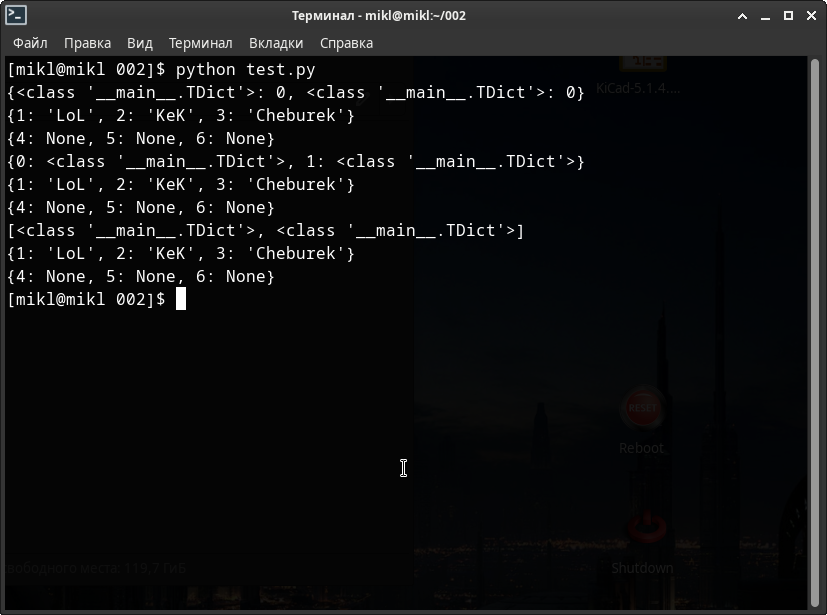 Терминал - mikl@mikl:~/002
Файл Правка Вид Терминал Вкладки Справка
[mikl@mikl 002]$ python test.py
{<class '__main__.TDict'>: 0, <class '__main__.TDict'>: 0}
{1: 'LoL', 2: 'KeK', 3: 'Cheburek'}
{4: None, 5: None, 6: None}
{0: <class '__main__.TDict'>, 1: <class '__main__.TDict'>}
{1: 'LoL', 2: 'KeK', 3: 'Cheburek'}
{4: None, 5: None, 6: None}
[<class '__main__.TDict'>, <class '__main__.TDict'>]
{1: 'LoL', 2: 'KeK', 3: 'Cheburek'}
{4: None, 5: None, 6: None}
[mikl@mikl 002]$
KiCad-5.1.4....
RESET
Reboot
вободного места: 119,7 ГиБ
Shutdown